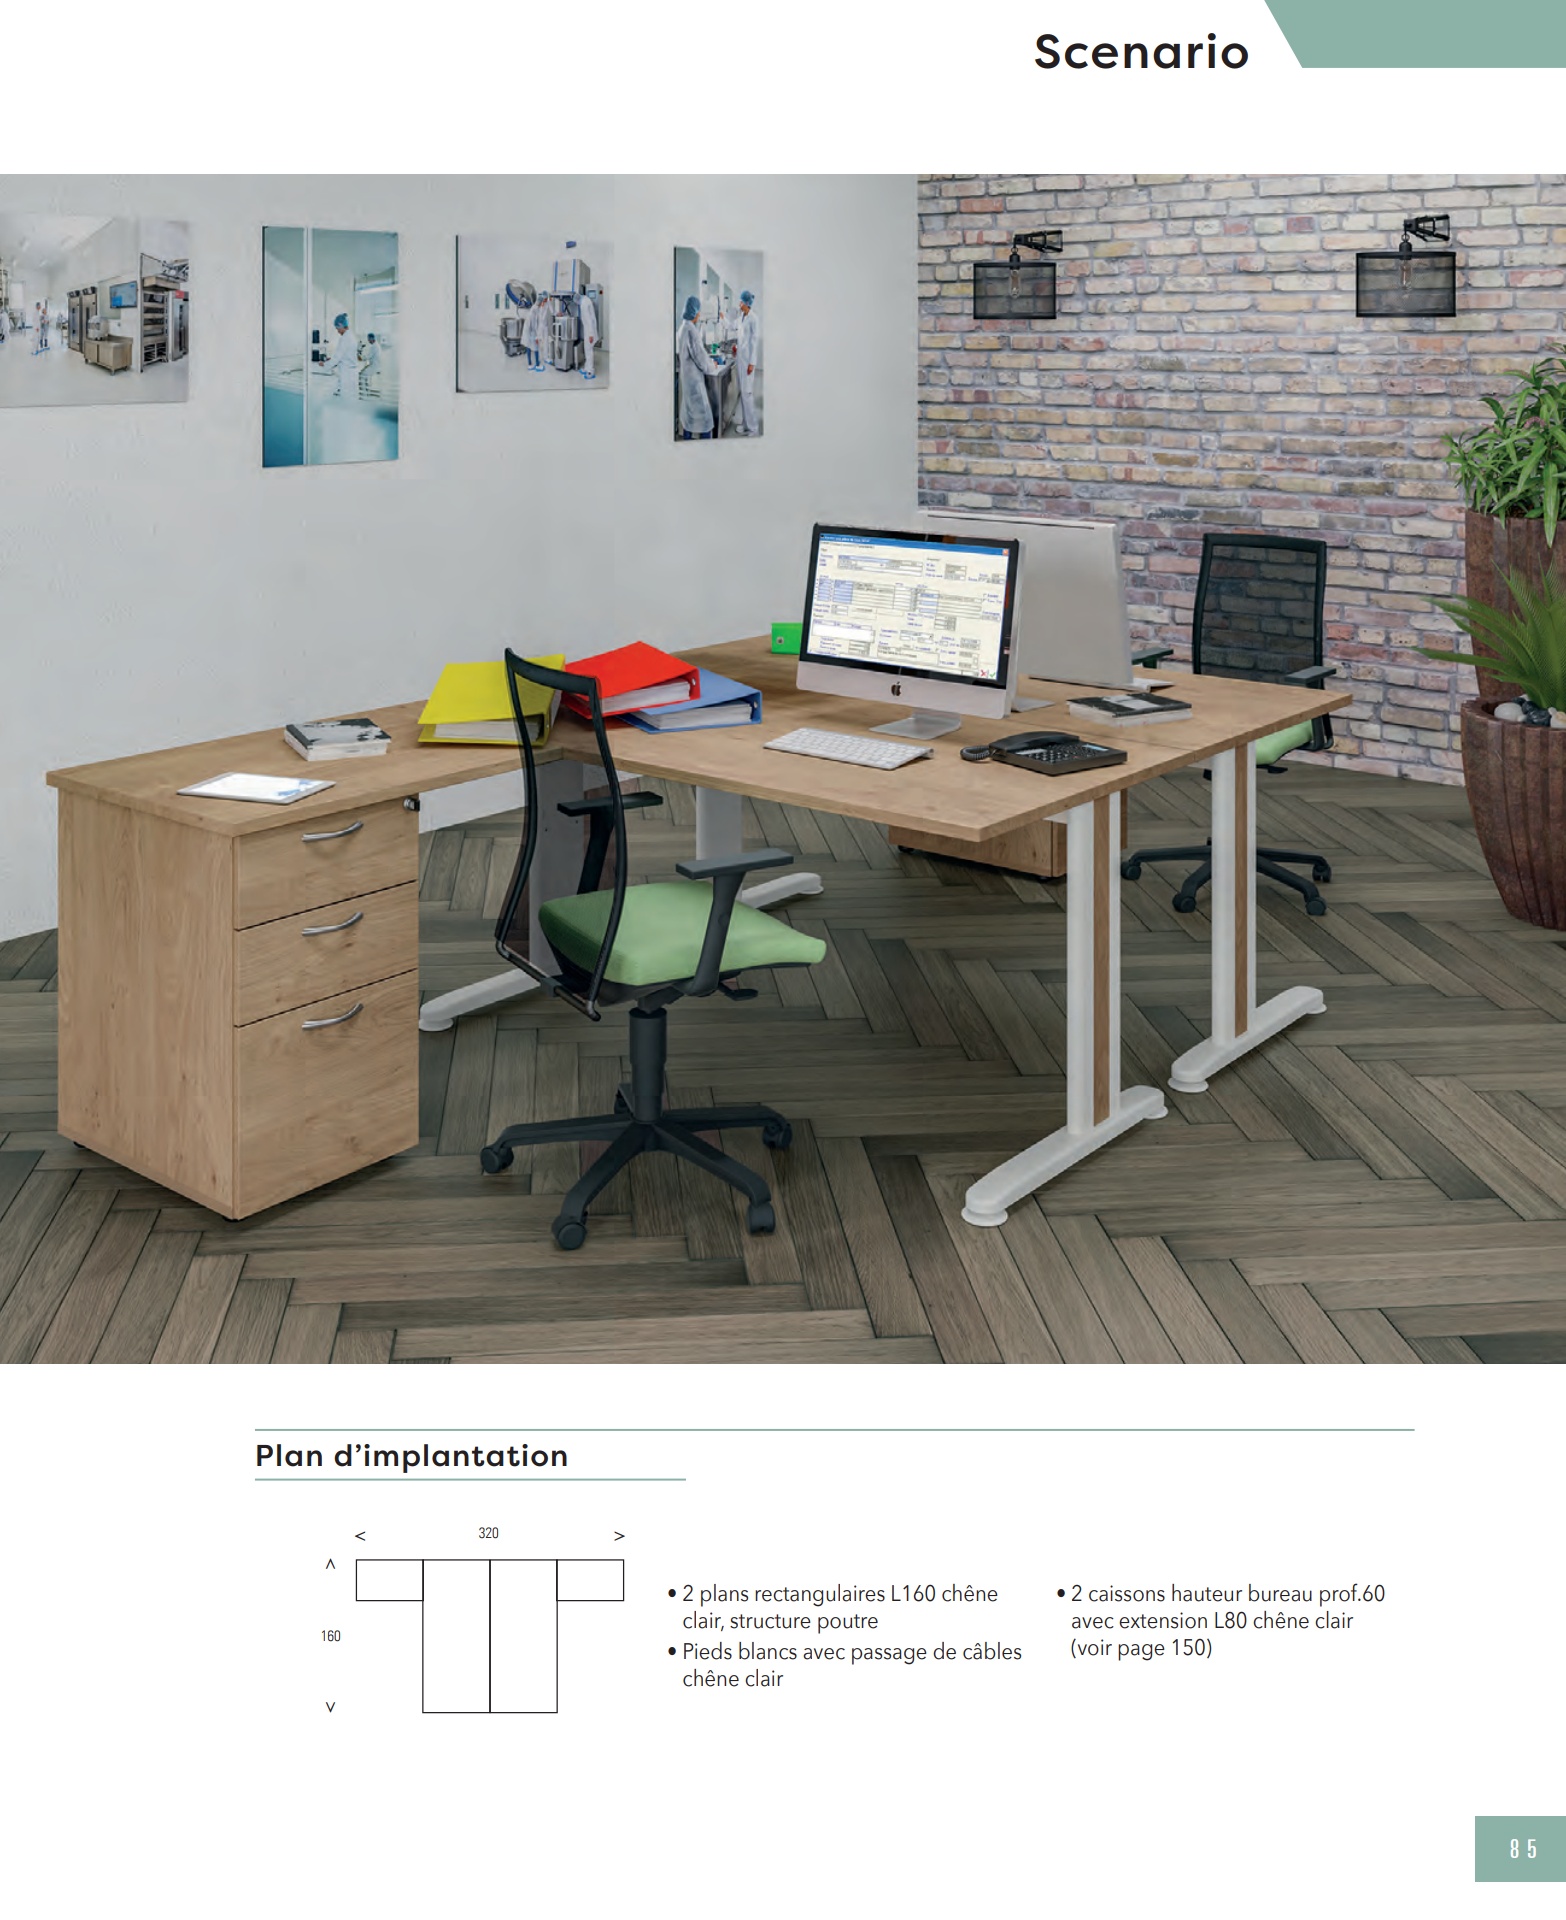 Scenario
Plan d’implantation
< 320 >
160
• 2 plans rectangulaires L160 chêne
clair, structure poutre
• Pieds blancs avec passage de câbles
chêne clair
• 2 caissons hauteur bureau prof.60
avec extension L80 chêne clair
(voir page 150)
85